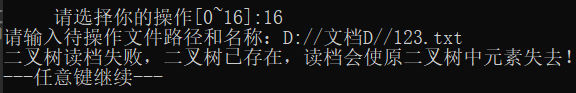 请选择你的操作[0~16]:16
请输入待操作文件路径和名称：D://文档D//123.txt
二叉树读档失败，二叉树已存在，读档会使原二叉树中元素失去！
---任意键继续---